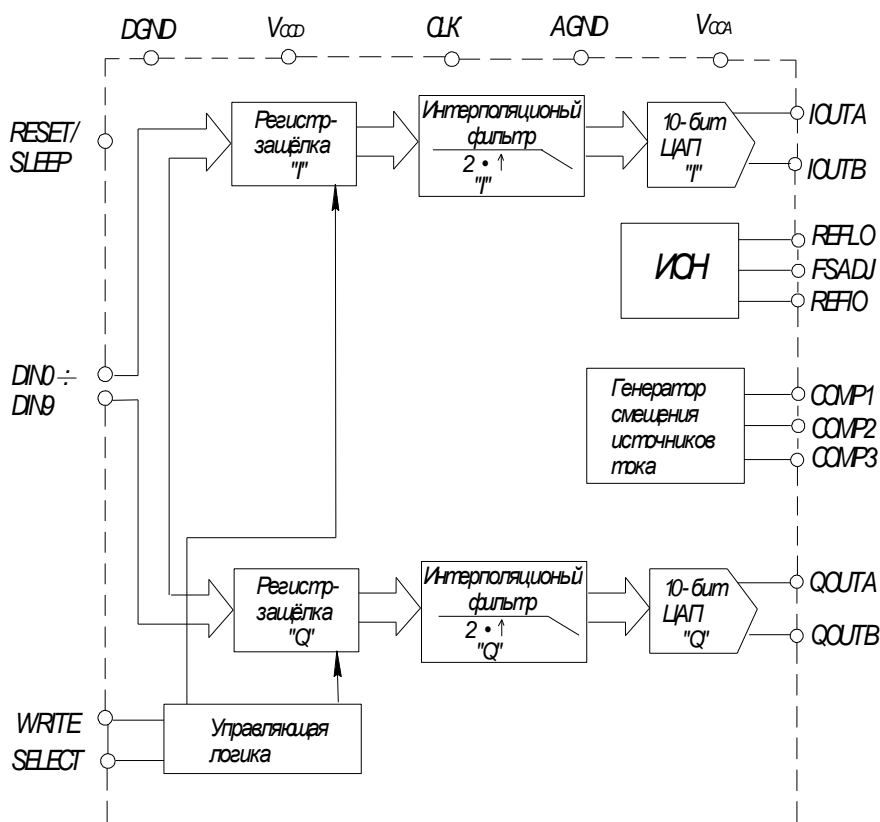 DGND VCCD CLK AGND VCCA
RESET/
SLEEP
Регистр-
защёлка
"I"
Интерполяционый
фильтр
2 • ↑
"I"
10-бит
ЦАП
"I"
IOUTA
IOUTB
ИОН
REFLO
FSADJ
REFIO
DIN0 ÷
DIN9
Генератор
смещения
источников
тока
COMP1
COMP2
COMP3
Регистр-
защёлка
"Q"
Интерполяционый
фильтр
2 • ↑
"Q"
10-бит
ЦАП
"Q"
QOUTA
QOUTB
WRITE
SELECT
Управляющая
логика